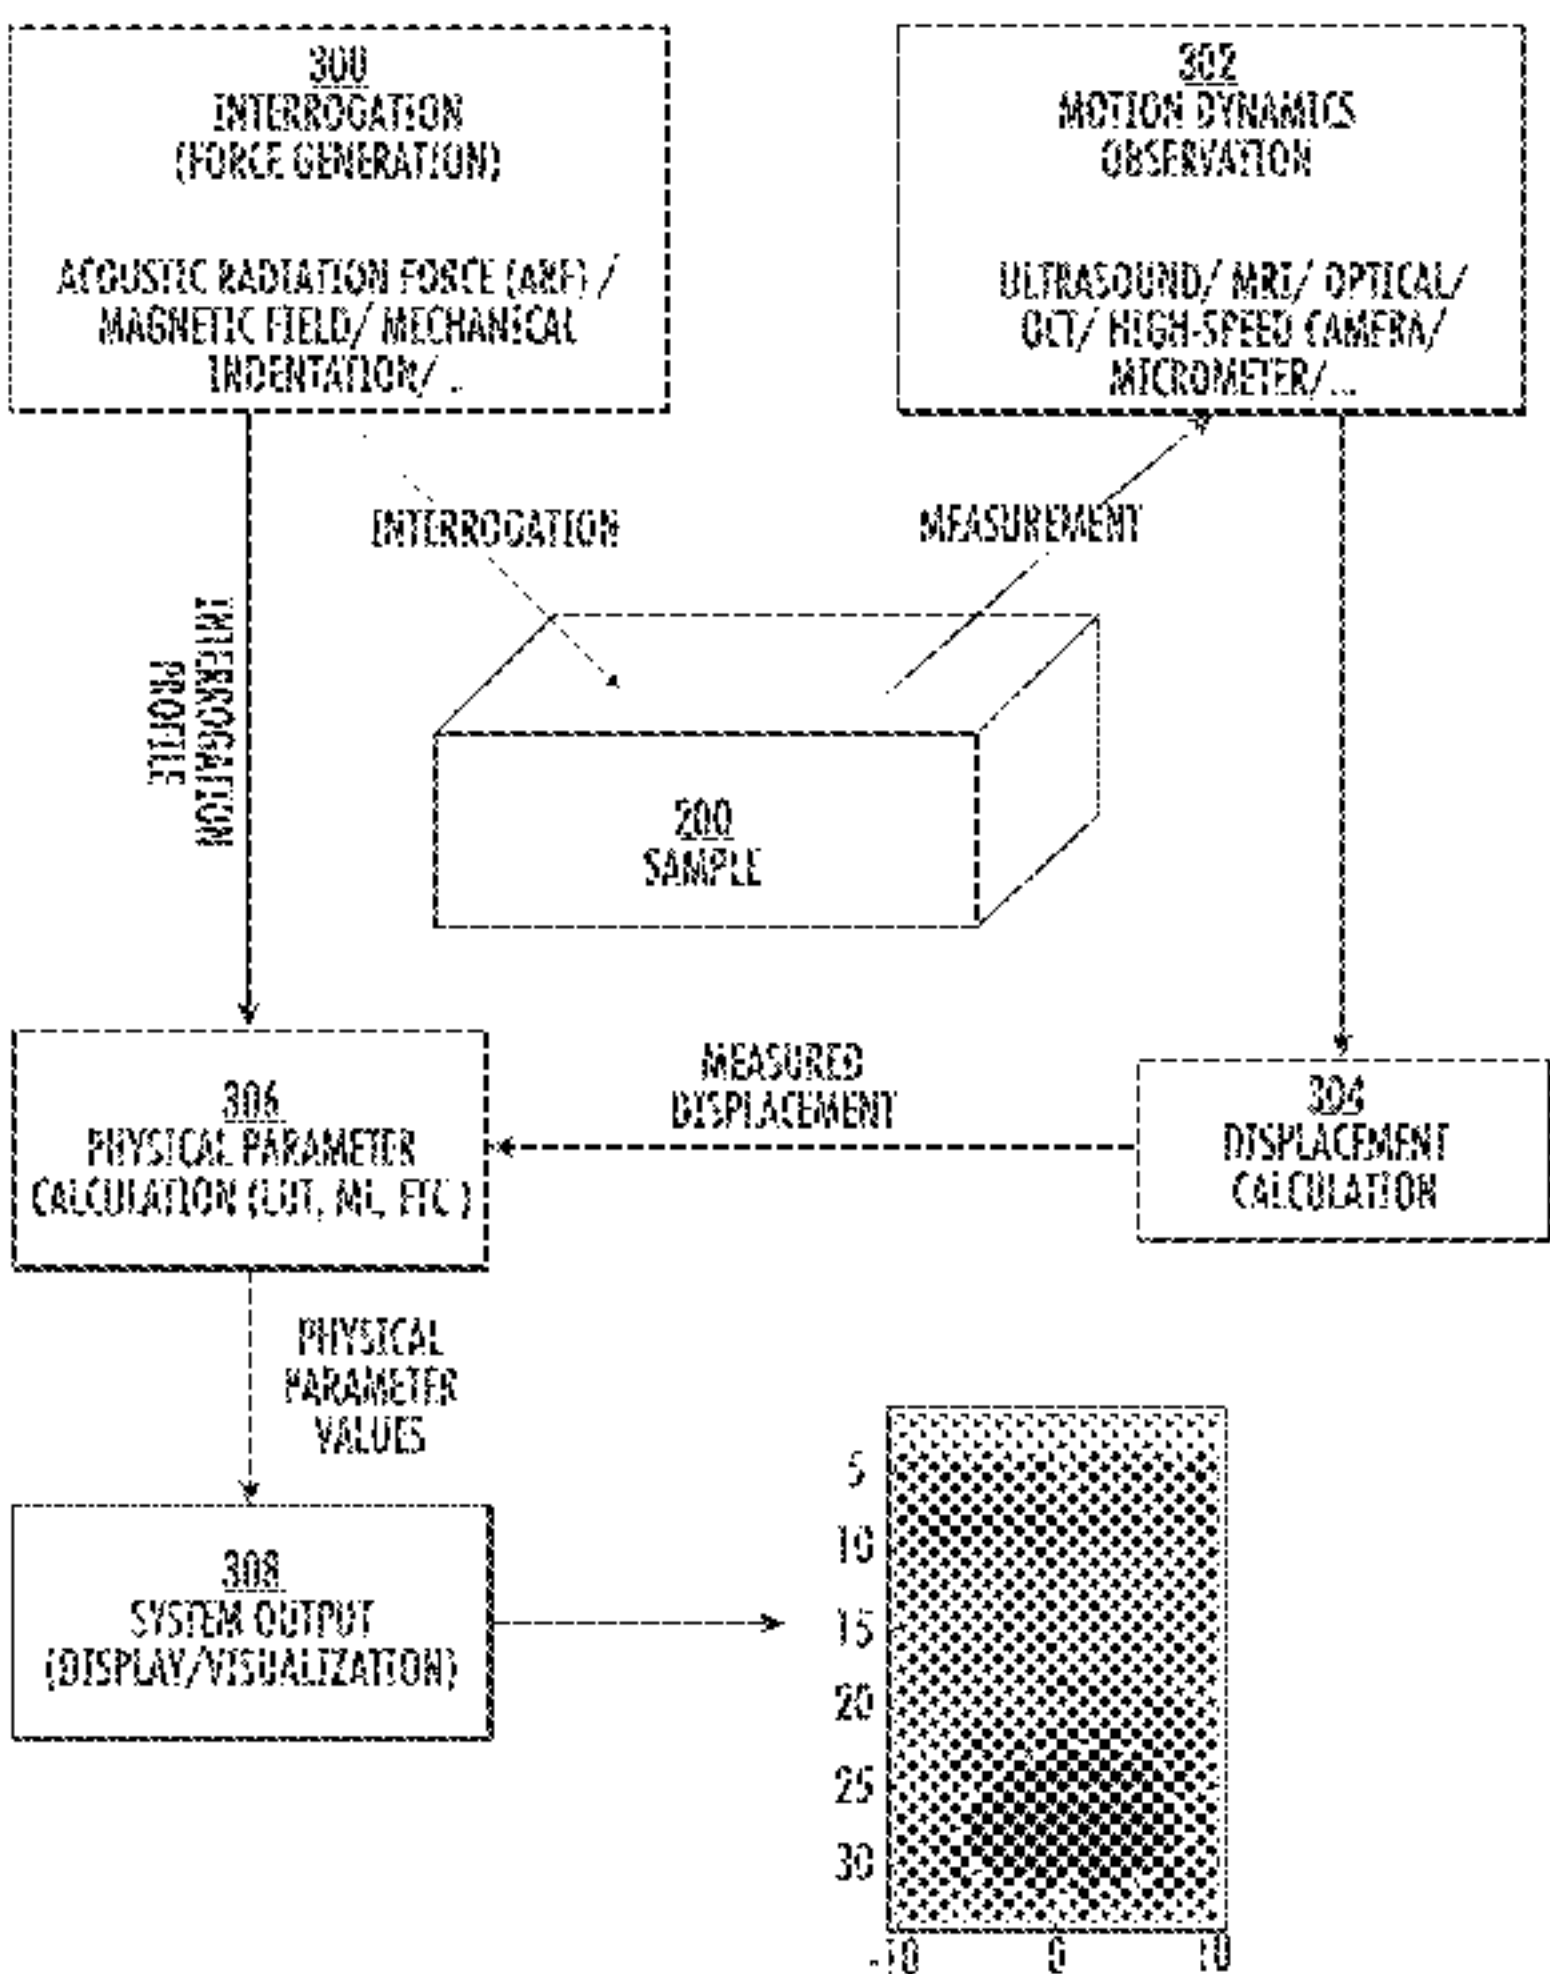 300
INTERROGATION
(FORCE GENERATION)
ACOUSTIC RADIATION FORCE (ARF) /
MAGNETIC FIELD/ MECHANICAL
INDENTATION/ ..
302
MOTION DYNAMICS
OBSERVATION
ULTRASOUND/ MRI/ OPTICAL/
OCT/ HIGH-SPEED CAMERA/
MICROMETER/...
INTERROGATION
MEASUREMENT
INTERROGATION
PROFILE
200
SAMPLE
306
PHYSICAL PARAMETER
CALCULATION (LUT, ML, ETC.)
MEASURED
DISPLACEMENT
304
DISPLACEMENT
CALCULATION
PHYSICAL
PARAMETER
VALUES
308
SYSTEM OUTPUT
(DISPLAY/VISUALIZATION)
5
10
15
20
25
30
-10 0 10